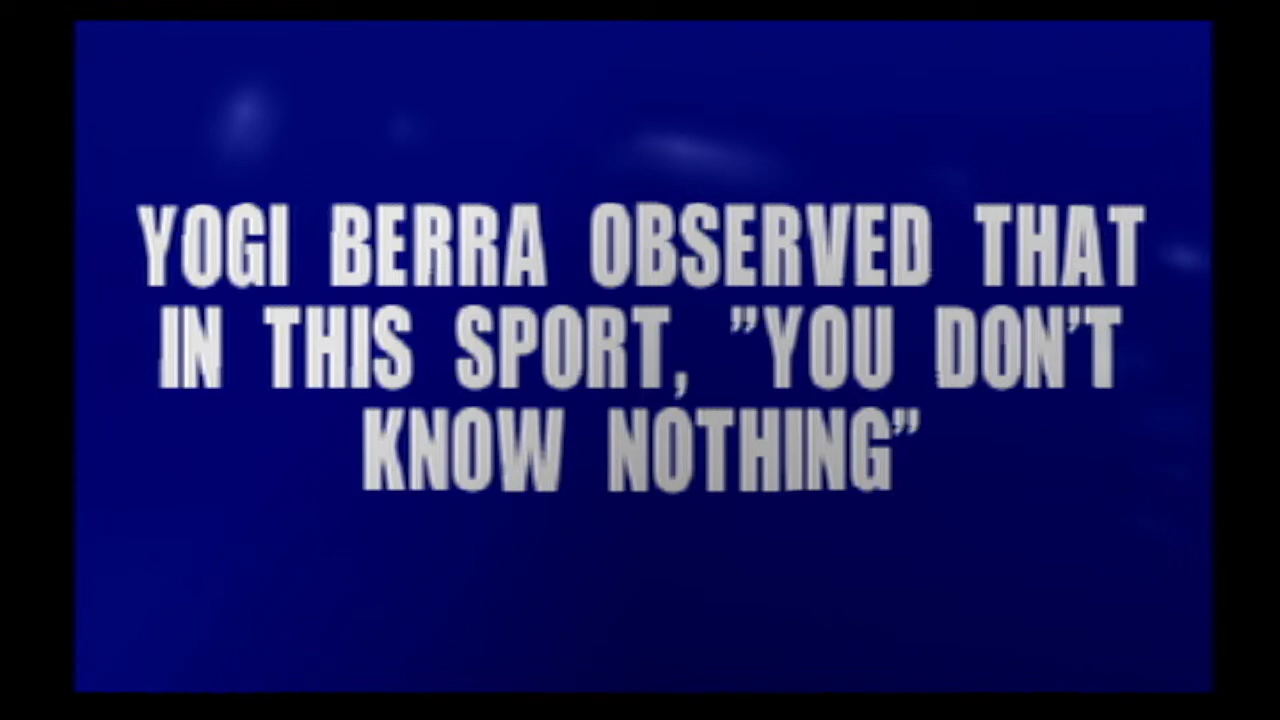 YOGI BERRA OBSERVED THAT
IN THIS SPORT, "YOU DON'T
KNOW NOTHING"